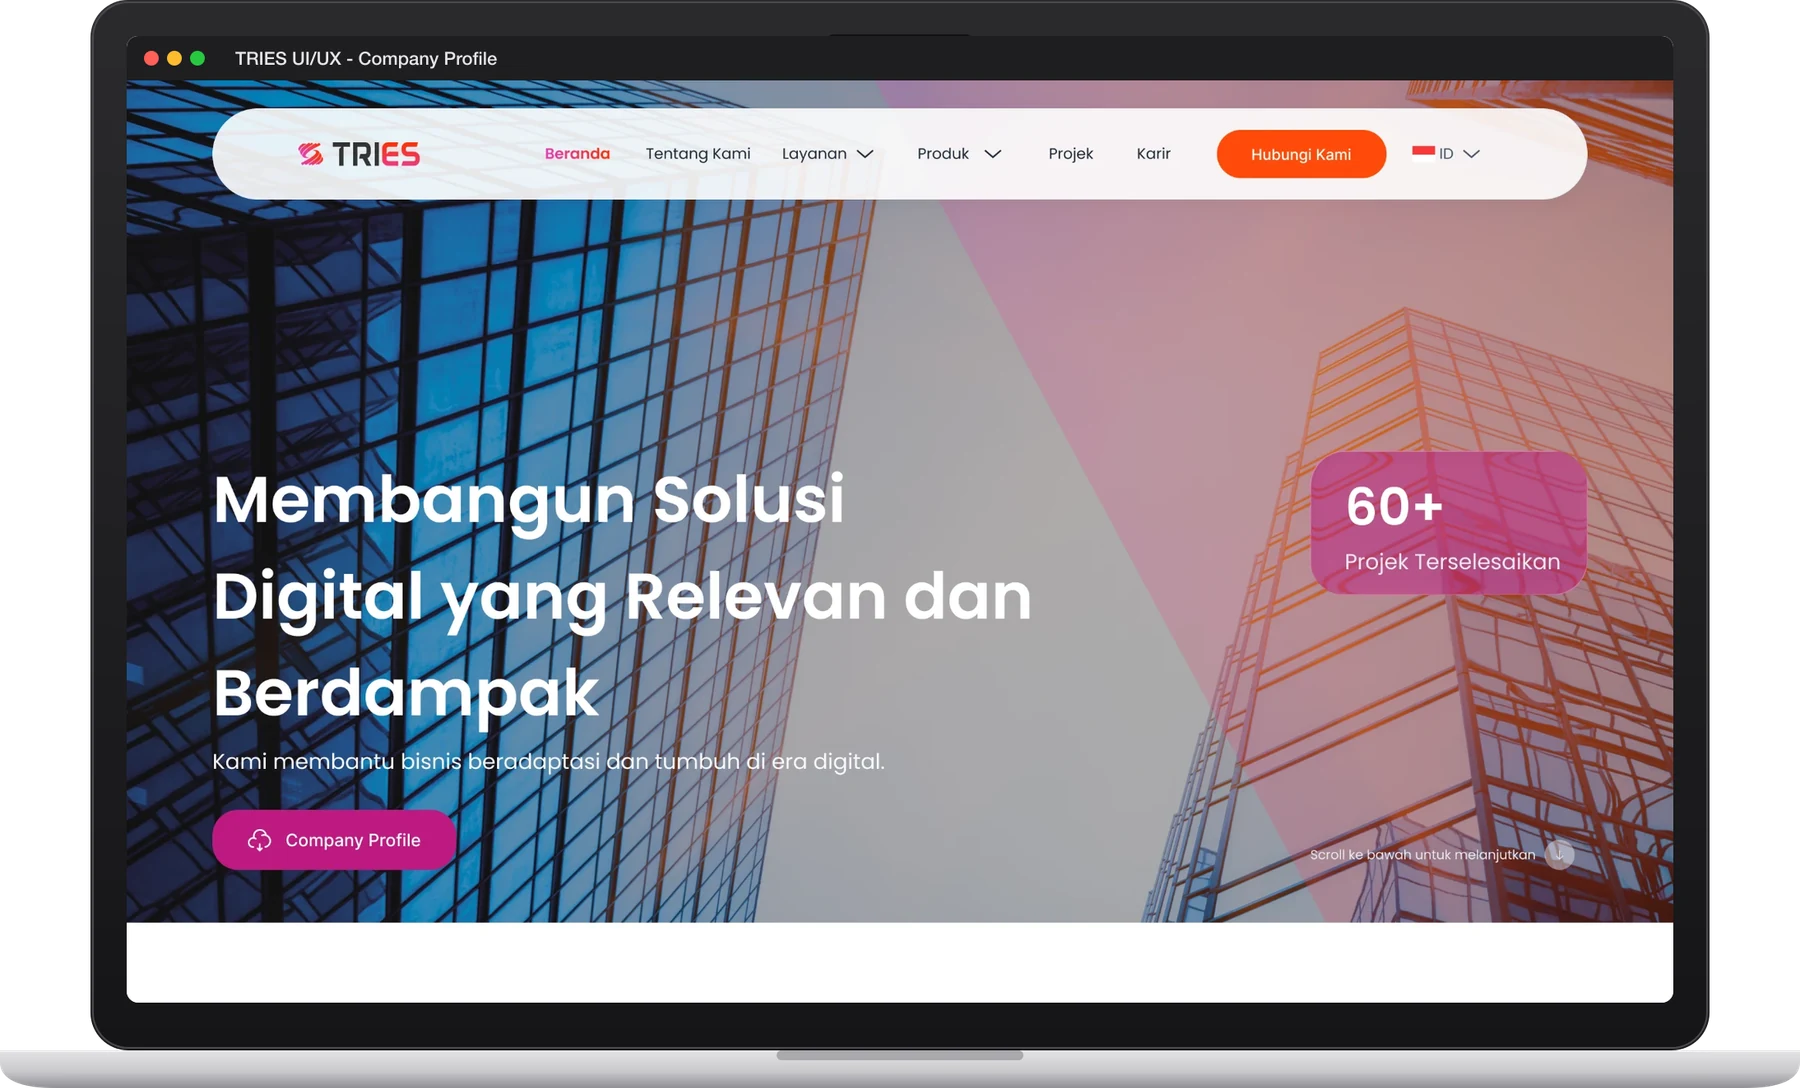 TRIES UI/UX - Company Profile
TRIES
Beranda
Tentang Kami
Layanan
Produk
Projek
Karir
Hubungi Kami
ID
Membangun Solusi
Digital yang Relevan dan
Berdampak
60+
Projek Terselesaikan
Kami membantu bisnis beradaptasi dan tumbuh di era digital.
Company Profile
Scroll ke bawah untuk melanjutkan